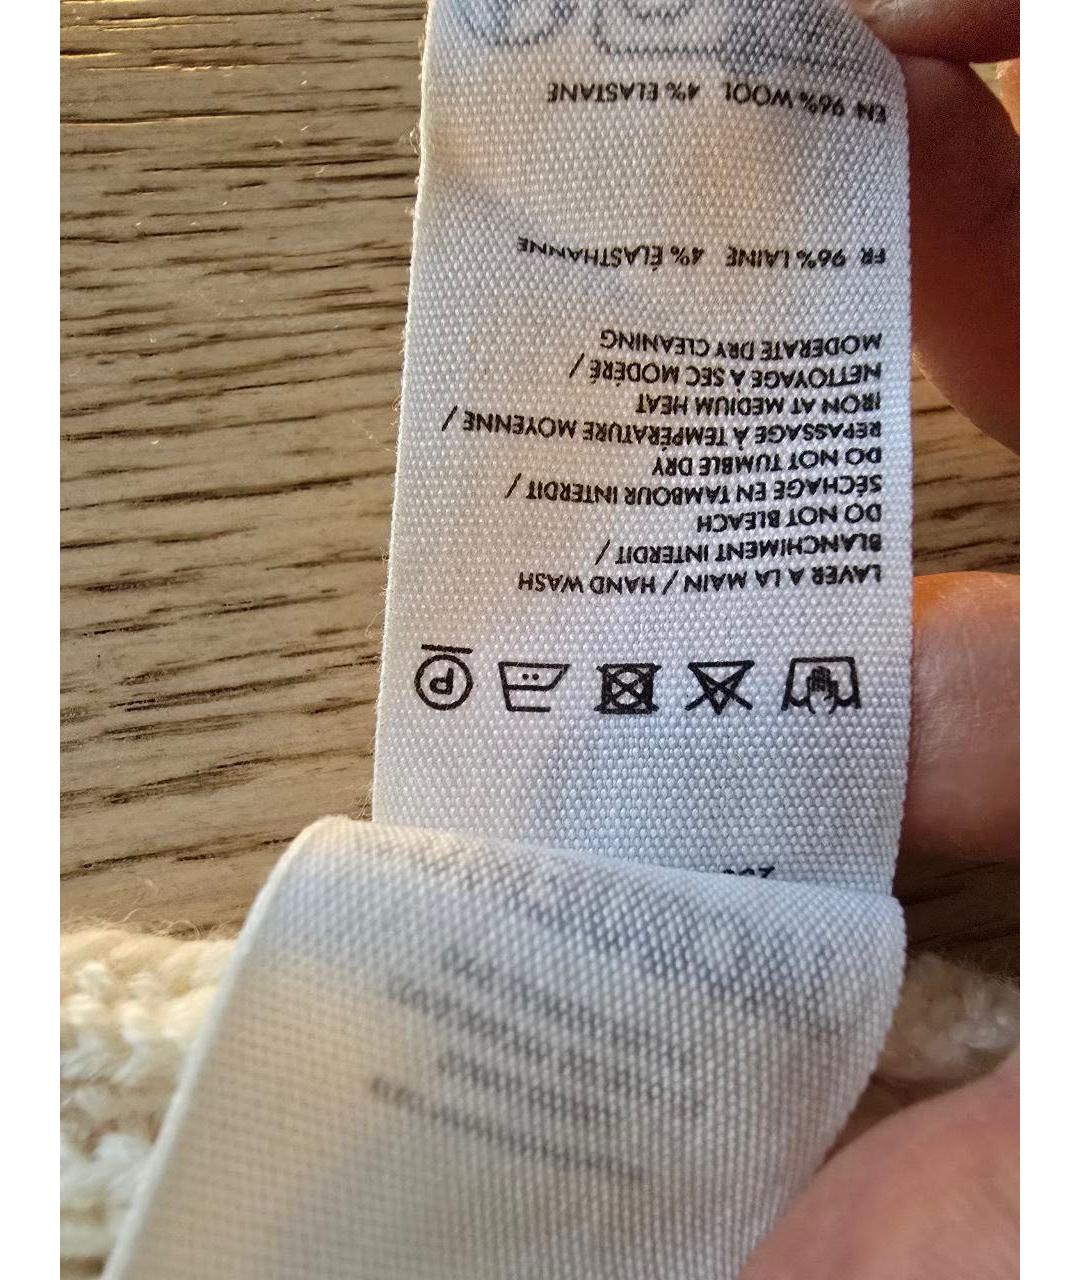 P
LAVER A LA MAIN / HAND WASH
BLANCHIMENT INTERDIT /
DO NOT BLEACH
SÉCHAGE EN TAMBOUR INTERDIT /
DO NOT TUMBLE DRY
REPASSAGE À TEMPÉRATURE MOYENNE /
IRON AT MEDIUM HEAT
NETTOYAGE À SEC MODÉRÉ /
MODERATE DRY CLEANING
FR 96% LAINE 4% ÉLASTHANNE
EN 96% WOOL 4% ELASTANE